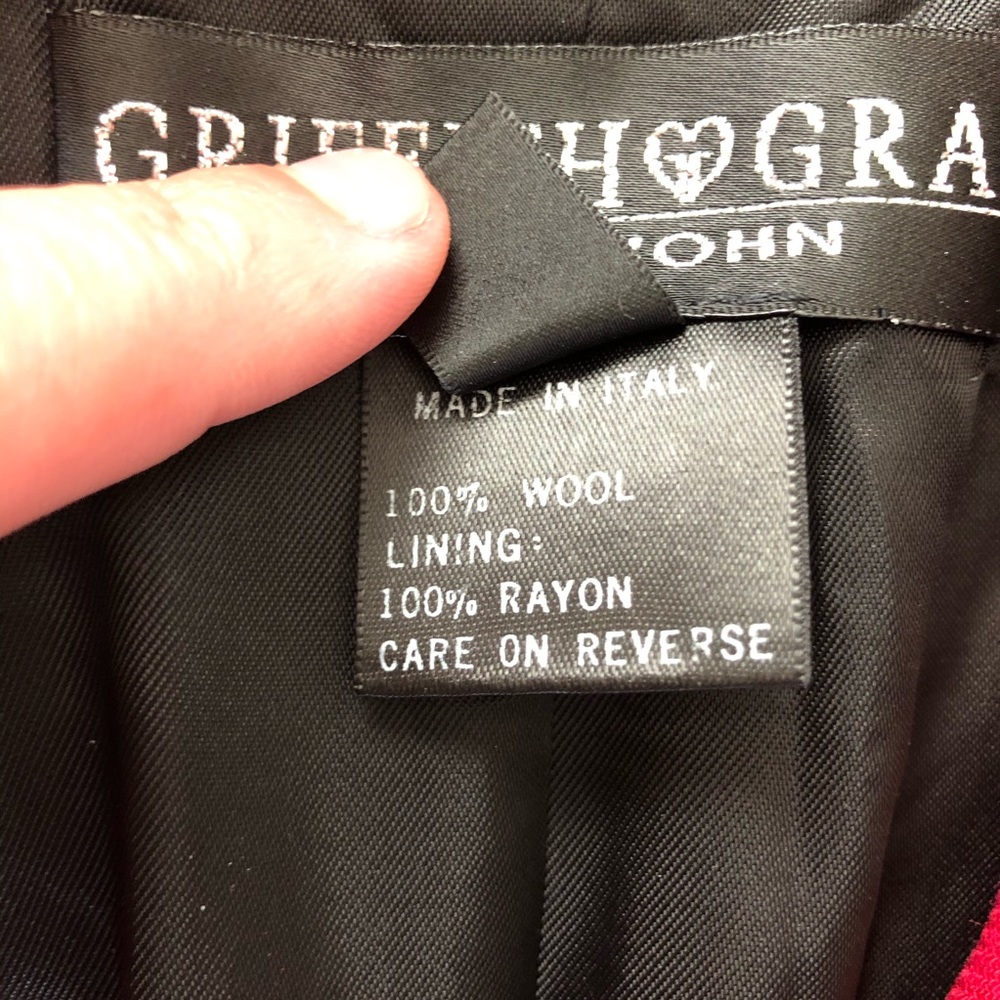 MADE IN ITALY
100% WOOL
LINING:
100% RAYON
CARE ON REVERSE